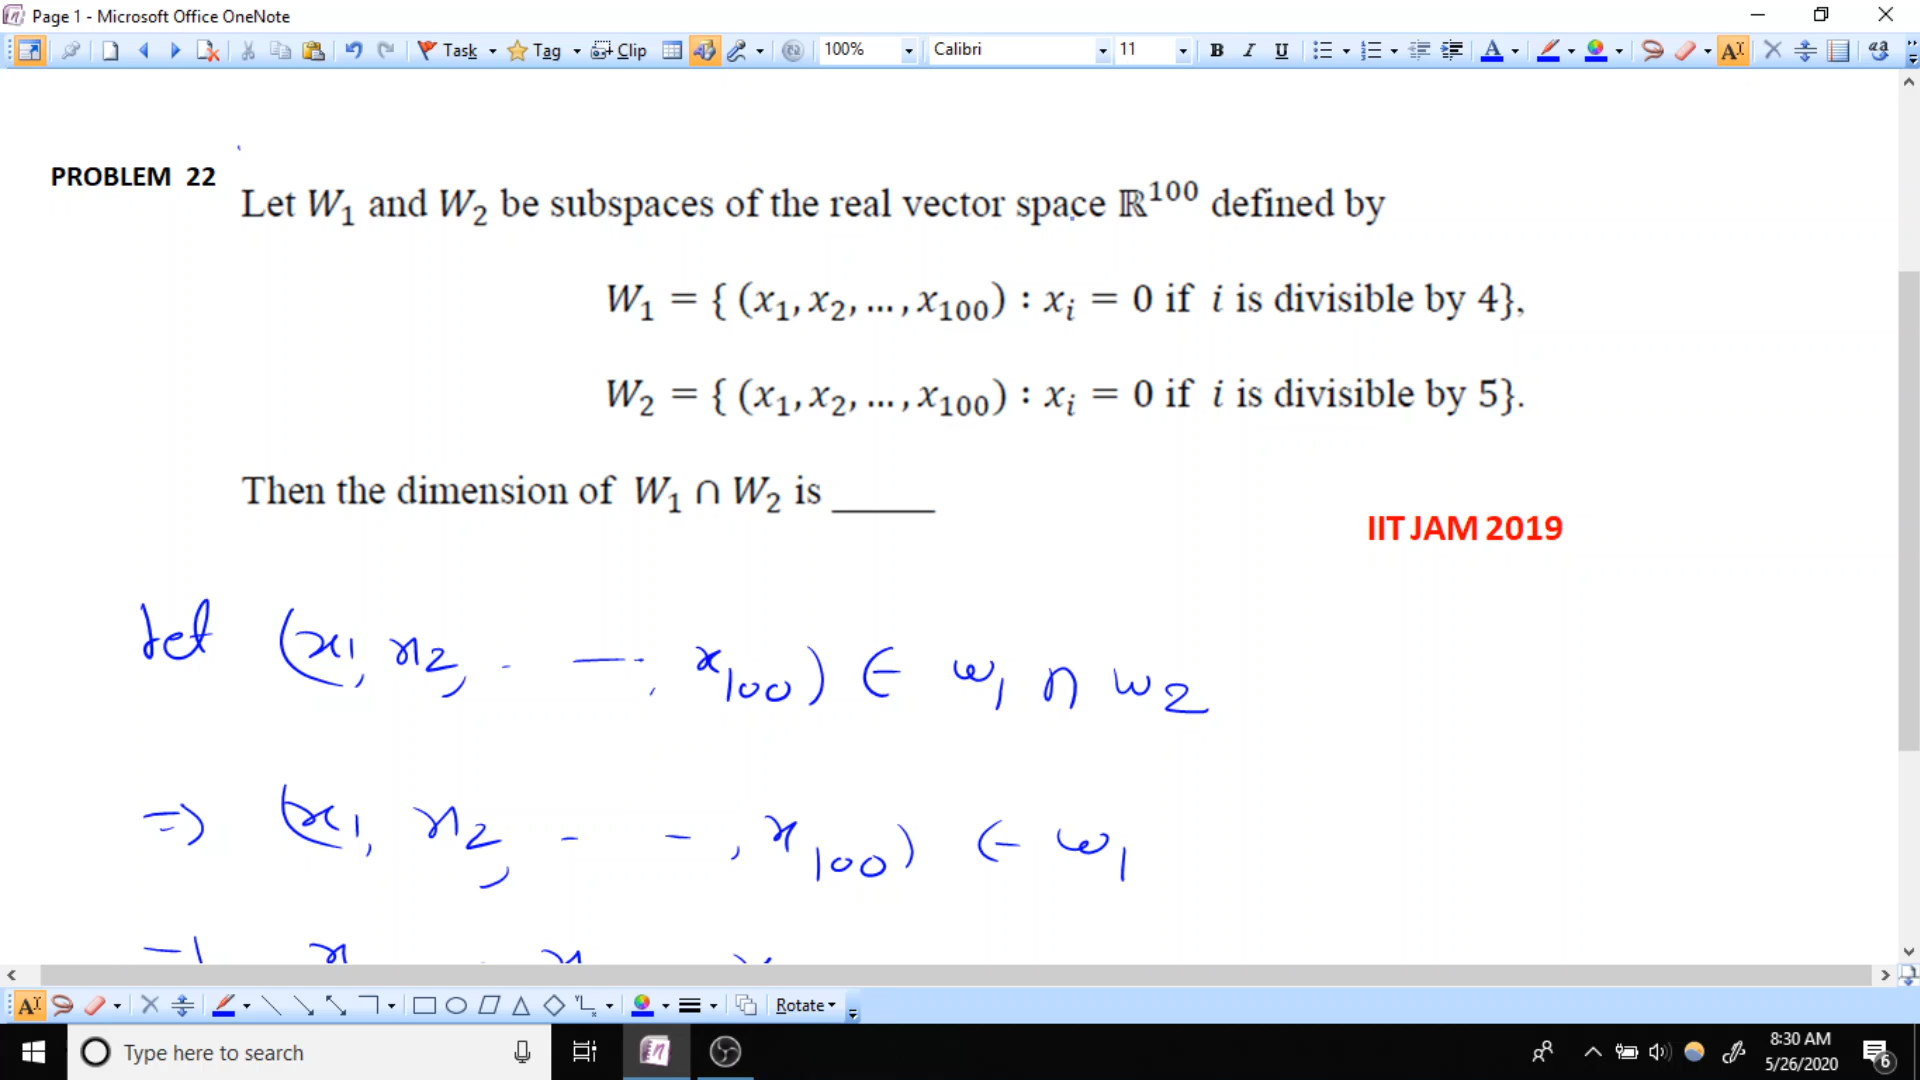 Page 1 - Microsoft Office OneNote
Task Tag Clip 100% Calibri 11 B I U
PROBLEM 22
Let W₁ and W₂ be subspaces of the real vector space ℝ¹⁰⁰ defined by
W₁ = { (x₁, x₂, ..., x₁₀₀) : xᵢ = 0 if i is divisible by 4},
W₂ = { (x₁, x₂, ..., x₁₀₀) : xᵢ = 0 if i is divisible by 5}.
Then the dimension of W₁ ∩ W₂ is _____
IIT JAM 2019
Let (x₁, x₂, - — -, x₁₀₀) ∈ W₁ ∩ W₂
⇒ (x₁, x₂, - - , x₁₀₀) ∈ W₁
Rotate
Type here to search
8:30 AM
5/26/2020
6